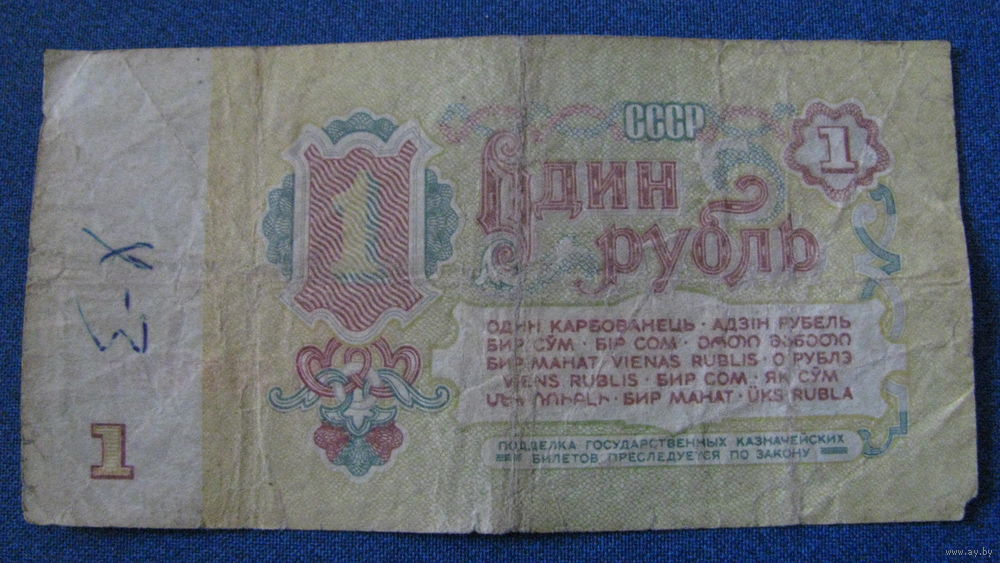 СССР
1
1
Один
рубль
ОДИН КАРБОВАНЕЦЬ · АДЗІН РУБЕЛЬ
БИР СЎМ · БІР СОМ · ᲔᲠᲗᲘ ᲛᲐᲜᲔᲗᲘ
БИР МАНАТ · VIENAS RUBLIS · О РУБЛЭ
VIENS RUBLIS · БИР СОМ · ЯК СӮМ
ՄԵԿ ՌՈՒԲԼԻ · БИР МАНАТ · ÜKS RUBLA
ПОДДЕЛКА ГОСУДАРСТВЕННЫХ КАЗНАЧЕЙСКИХ
БИЛЕТОВ ПРЕСЛЕДУЕТСЯ ПО ЗАКОНУ
1
www.ay.by